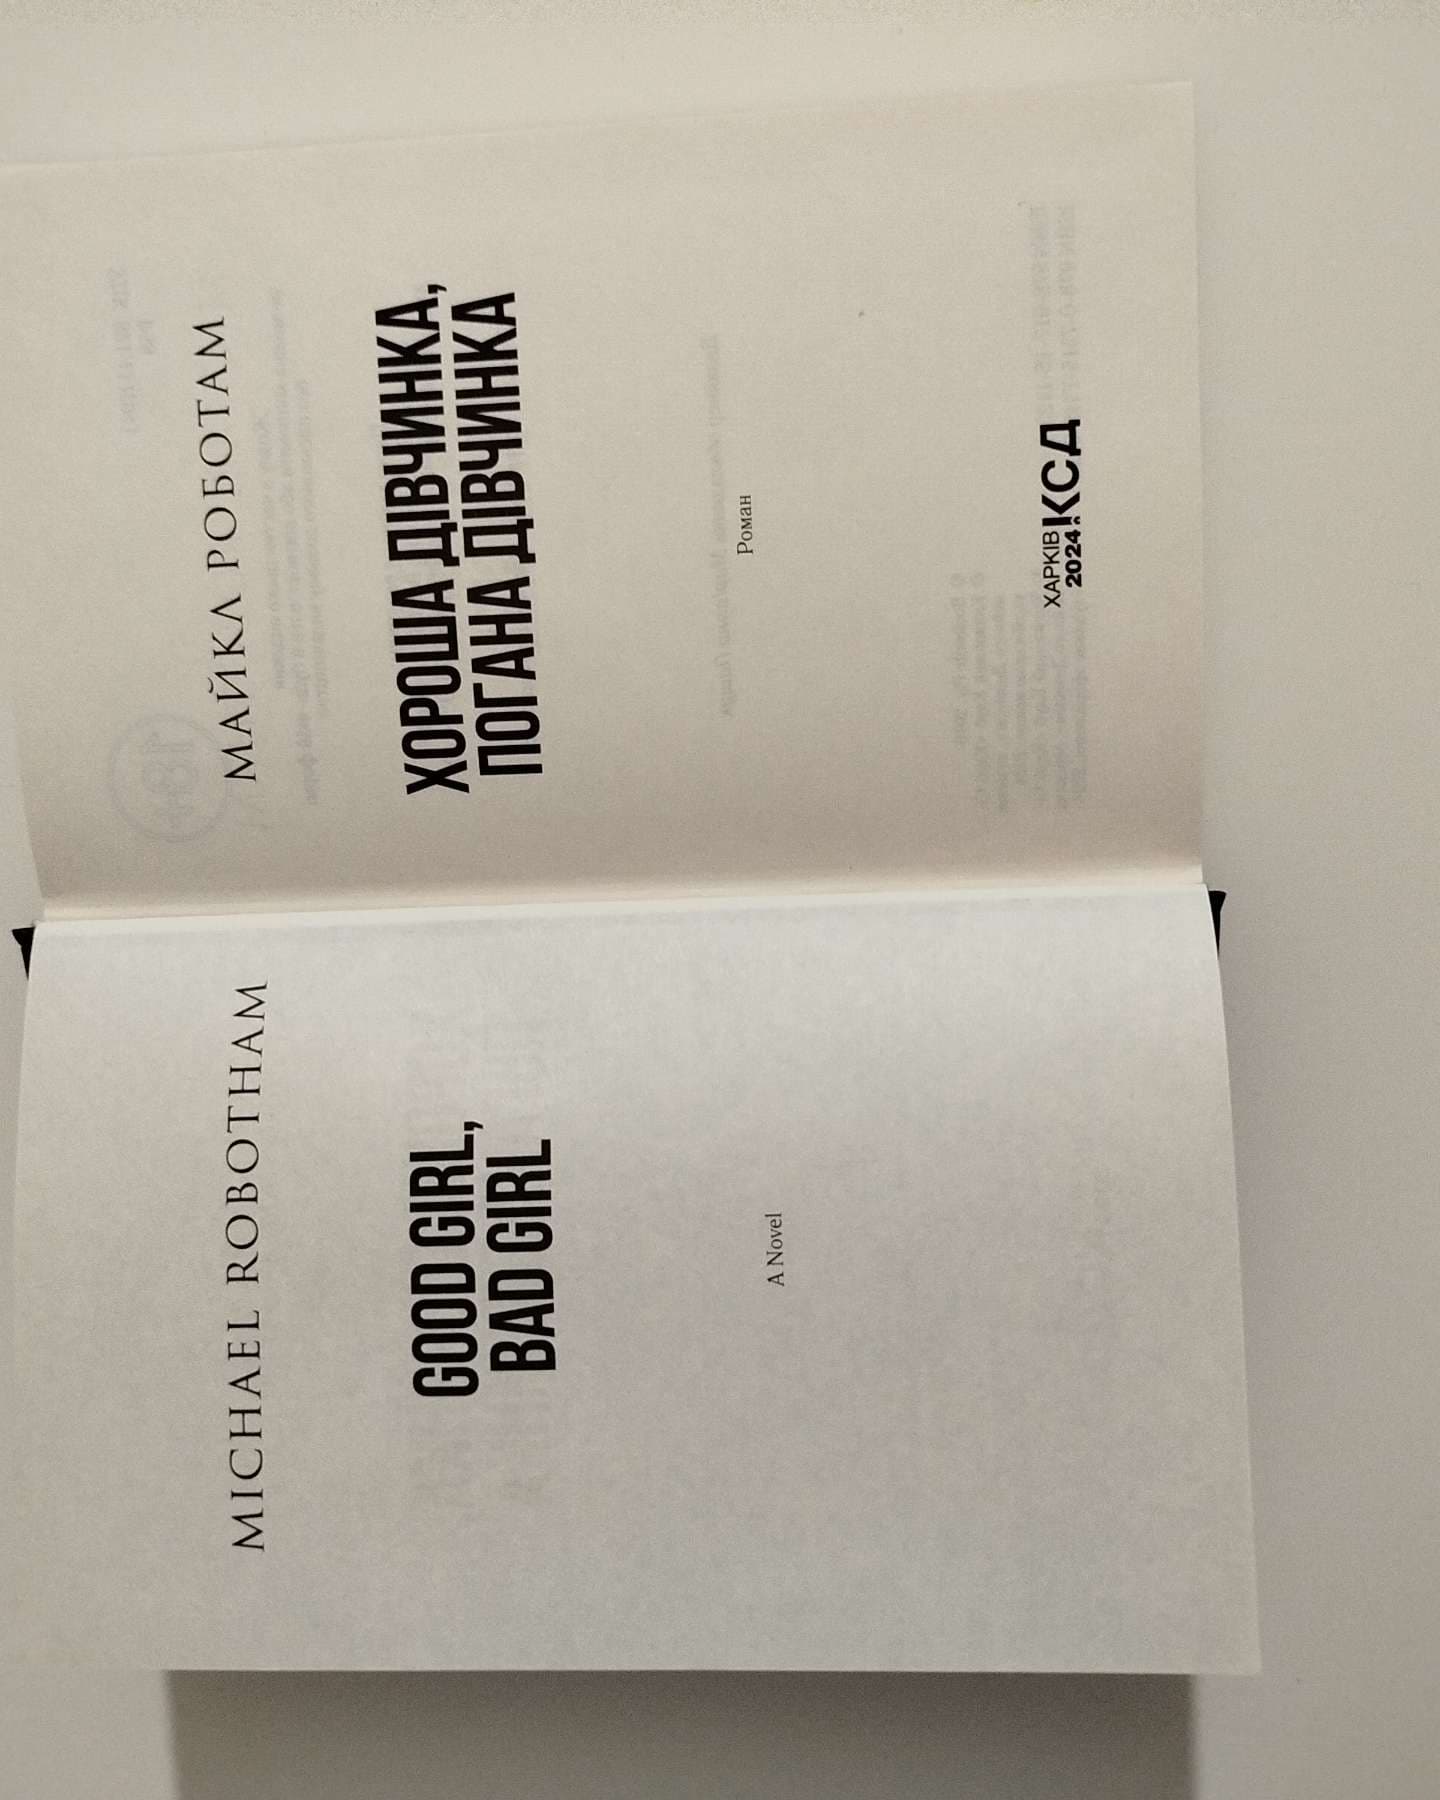 MICHAEL ROBOTHAM
GOOD GIRL,
BAD GIRL
A Novel
МАЙКЛ РОБОТАМ
ХОРОША ДІВЧИНКА,
ПОГАНА ДІВЧИНКА
Роман
ХАРКІВ КСД
2024